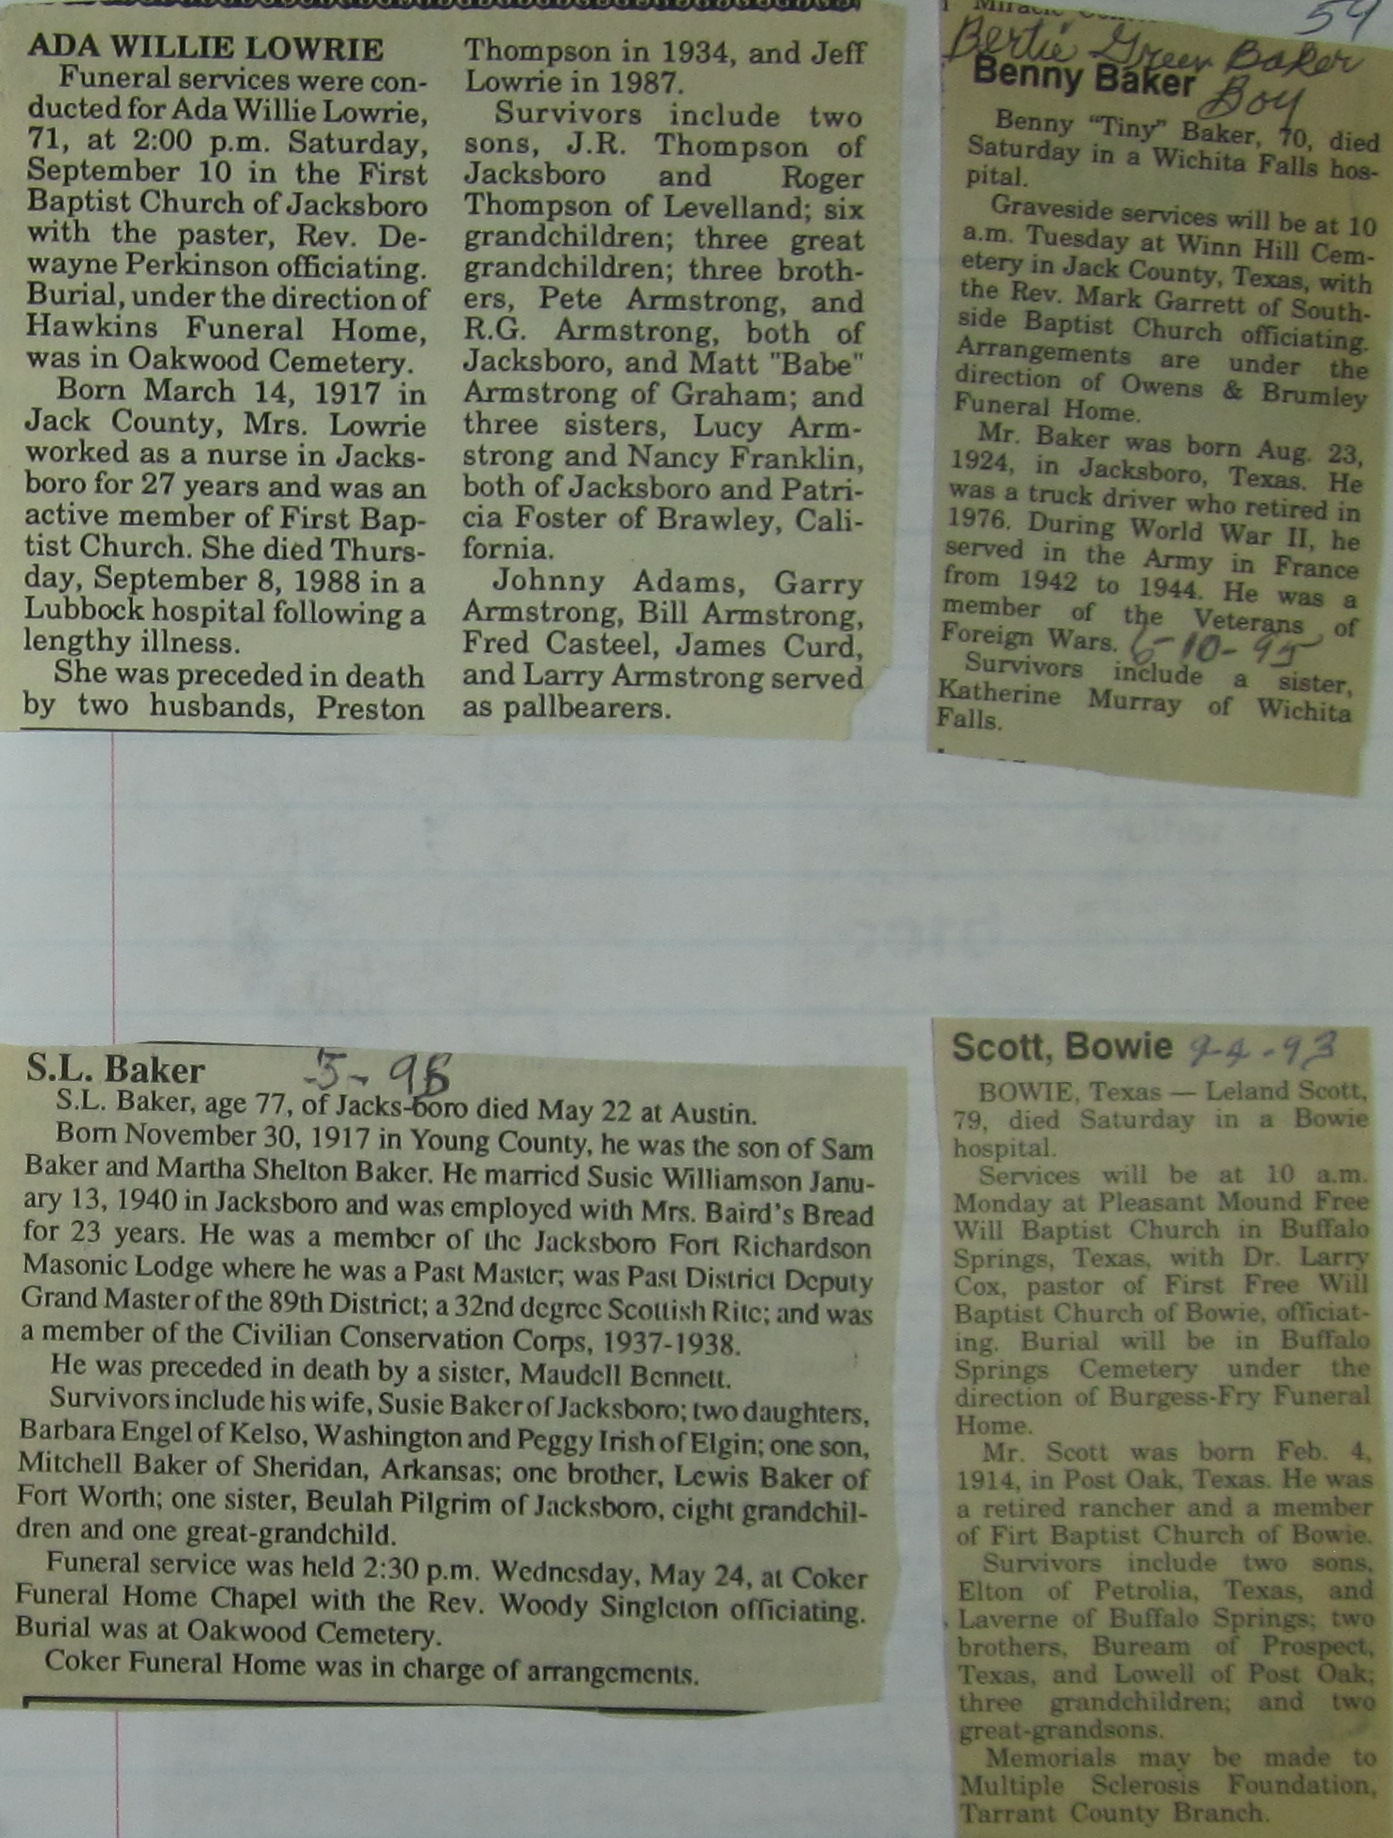 ADA WILLIE LOWRIE
Funeral services were con-
ducted for Ada Willie Lowrie,
71, at 2:00 p.m. Saturday,
September 10 in the First
Baptist Church of Jacksboro
with the paster, Rev. De-
wayne Perkinson officiating.
Burial, under the direction of
Hawkins Funeral Home,
was in Oakwood Cemetery.
Born March 14, 1917 in
Jack County, Mrs. Lowrie
worked as a nurse in Jacks-
boro for 27 years and was an
active member of First Bap-
tist Church. She died Thurs-
day, September 8, 1988 in a
Lubbock hospital following a
lengthy illness.
She was preceded in death
by two husbands, Preston
Thompson in 1934, and Jeff
Lowrie in 1987.
Survivors include two
sons, J.R. Thompson of
Jacksboro and Roger
Thompson of Levelland; six
grandchildren; three great
grandchildren; three broth-
ers, Pete Armstrong, and
R.G. Armstrong, both of
Jacksboro, and Matt "Babe"
Armstrong of Graham; and
three sisters, Lucy Arm-
strong and Nancy Franklin,
both of Jacksboro and Patri-
cia Foster of Brawley, Cali-
fornia.
Johnny Adams, Garry
Armstrong, Bill Armstrong,
Fred Casteel, James Curd,
and Larry Armstrong served
as pallbearers.
59
Bertie Green Baker
Benny Baker Boy
Benny "Tiny" Baker, 70, died
Saturday in a Wichita Falls hos-
pital.
Graveside services will be at 10
a.m. Tuesday at Winn Hill Cem-
etery in Jack County, Texas, with
the Rev. Mark Garrett of South-
side Baptist Church officiating.
Arrangements are under the
direction of Owens & Brumley
Funeral Home.
Mr. Baker was born Aug. 23,
1924, in Jacksboro, Texas. He
was a truck driver who retired in
1976. During World War II, he
served in the Army in France
from 1942 to 1944. He was a
member of the Veterans of
Foreign Wars. 6-10-95
Survivors include a sister,
Katherine Murray of Wichita
Falls.
S.L. Baker 5-98
S.L. Baker, age 77, of Jacks-boro died May 22 at Austin.
Born November 30, 1917 in Young County, he was the son of Sam
Baker and Martha Shelton Baker. He married Susie Williamson Janu-
ary 13, 1940 in Jacksboro and was employed with Mrs. Baird's Bread
for 23 years. He was a member of the Jacksboro Fort Richardson
Masonic Lodge where he was a Past Master; was Past District Deputy
Grand Master of the 89th District; a 32nd degree Scottish Rite; and was
a member of the Civilian Conservation Corps, 1937-1938.
He was preceded in death by a sister, Maudell Bennett.
Survivors include his wife, Susie Baker of Jacksboro; two daughters,
Barbara Engel of Kelso, Washington and Peggy Irish of Elgin; one son,
Mitchell Baker of Sheridan, Arkansas; one brother, Lewis Baker of
Fort Worth; one sister, Beulah Pilgrim of Jacksboro, eight grandchil-
dren and one great-grandchild.
Funeral service was held 2:30 p.m. Wednesday, May 24, at Coker
Funeral Home Chapel with the Rev. Woody Singleton officiating.
Burial was at Oakwood Cemetery.
Coker Funeral Home was in charge of arrangements.
Scott, Bowie 9-4-93
BOWIE, Texas — Leland Scott,
79, died Saturday in a Bowie
hospital.
Services will be at 10 a.m.
Monday at Pleasant Mound Free
Will Baptist Church in Buffalo
Springs, Texas, with Dr. Larry
Cox, pastor of First Free Will
Baptist Church of Bowie, officiat-
ing. Burial will be in Buffalo
Springs Cemetery under the
direction of Burgess-Fry Funeral
Home.
Mr. Scott was born Feb. 4,
1914, in Post Oak, Texas. He was
a retired rancher and a member
of Firt Baptist Church of Bowie.
Survivors include two sons,
Elton of Petrolia, Texas, and
Laverne of Buffalo Springs; two
brothers, Buream of Prospect,
Texas, and Lowell of Post Oak;
three grandchildren; and two
great-grandsons.
Memorials may be made to
Multiple Sclerosis Foundation,
Tarrant County Branch.